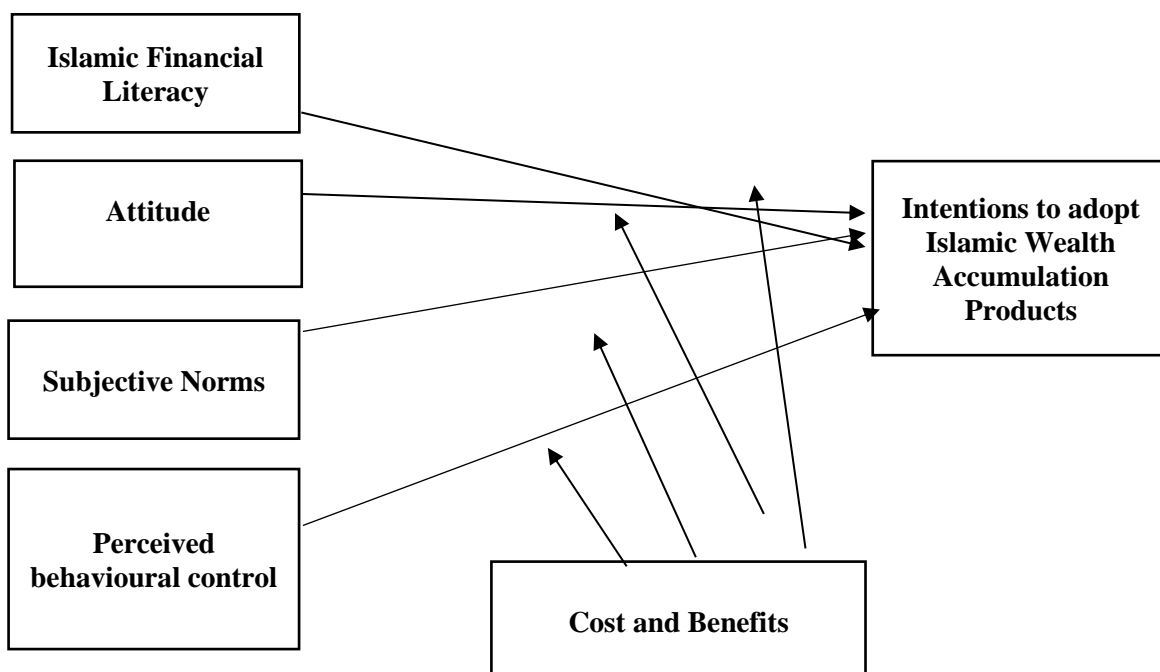 Islamic Financial
Literacy
Attitude
Subjective Norms
Perceived
behavioural control
Cost and Benefits
Intentions to adopt
Islamic Wealth
Accumulation
Products